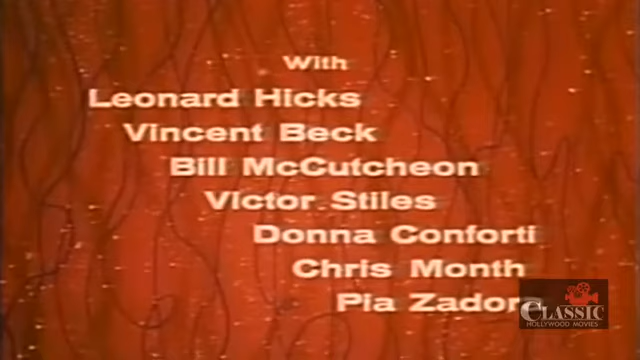 With
Leonard Hicks
Vincent Beck
Bill McCutcheon
Victor Stiles
Donna Conforti
Chris Month
Pia Zador
CLASSIC
HOLLYWOOD MOVIES